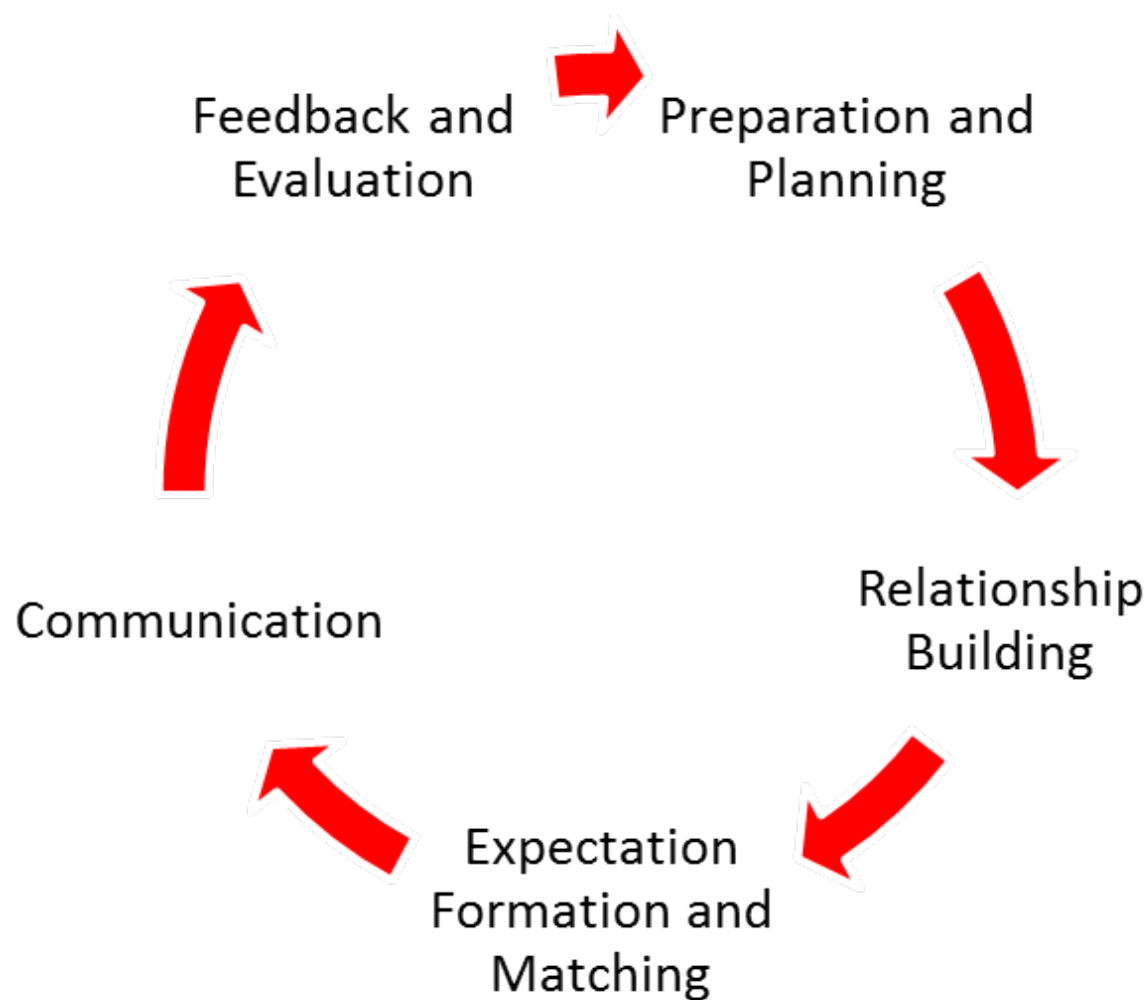 Feedback and
Evaluation
Preparation and
Planning
Relationship
Building
Expectation
Formation and
Matching
Communication